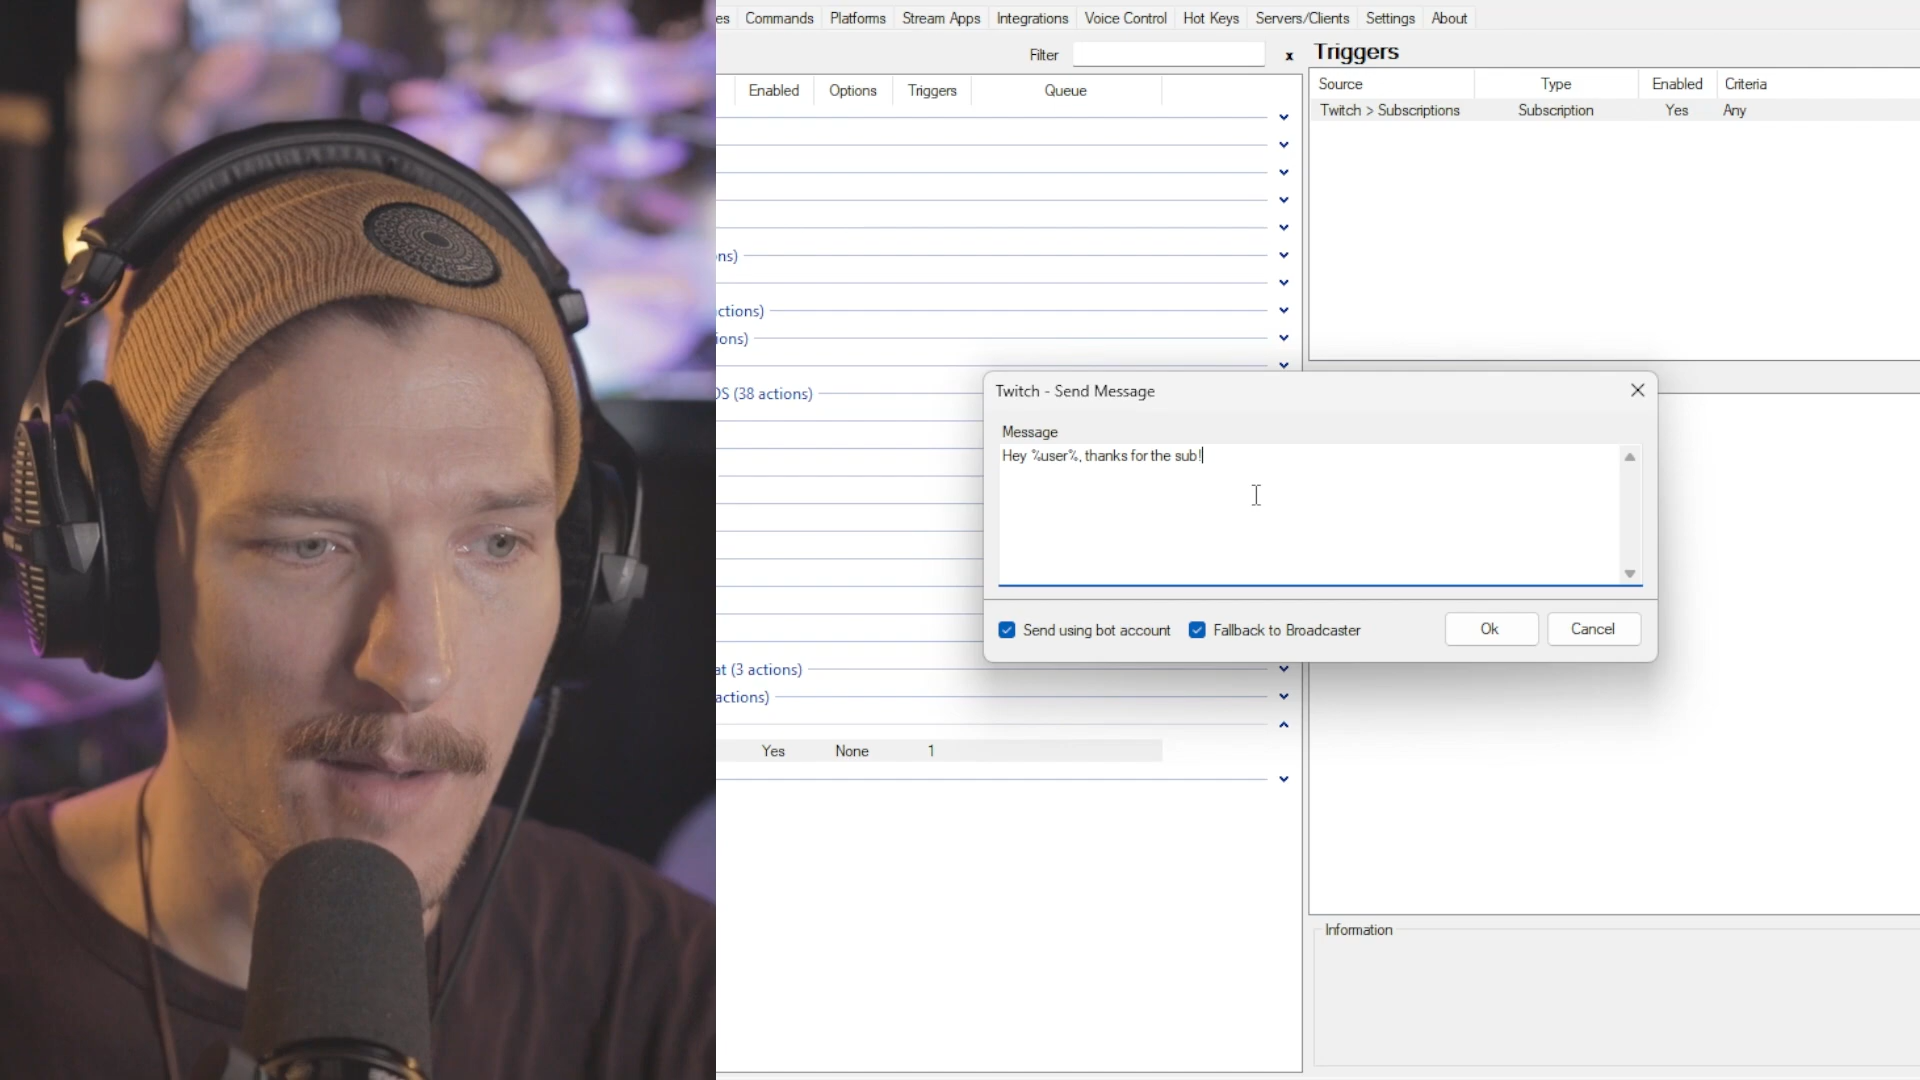 es Commands Platforms Stream Apps Integrations Voice Control Hot Keys Servers/Clients Settings About
Filter x
Enabled Options Triggers Queue
ns)
ctions)
ions)
OS (38 actions)
at (3 actions)
actions)
Yes None 1
Triggers
Source Type Enabled Criteria
Twitch > Subscriptions Subscription Yes Any
Twitch - Send Message
Message
Hey %user%, thanks for the sub!
Send using bot account Fallback to Broadcaster Ok Cancel
Information